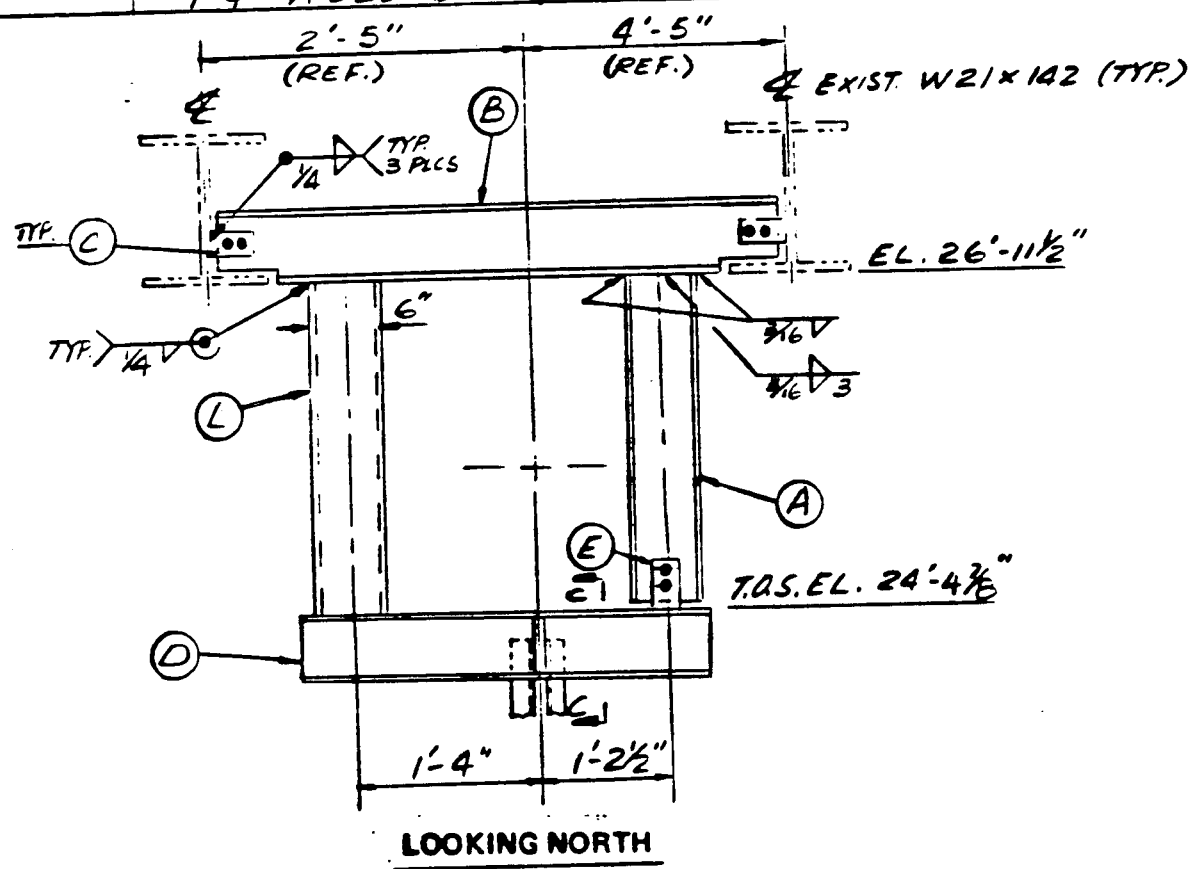 2'-5"
(REF.)
4'-5"
(REF.)
℄ EXIST. W21×142 (TYP.)
℄
B
TYP.
3 PLCS
1/4
TYP. C
EL. 26'-11½"
6"
3/16
TYP. 1/4
3/16 3
L
A
E
C
T.O.S. EL. 24'-4⅞"
D
C
1'-4"
1'-2½"
LOOKING NORTH